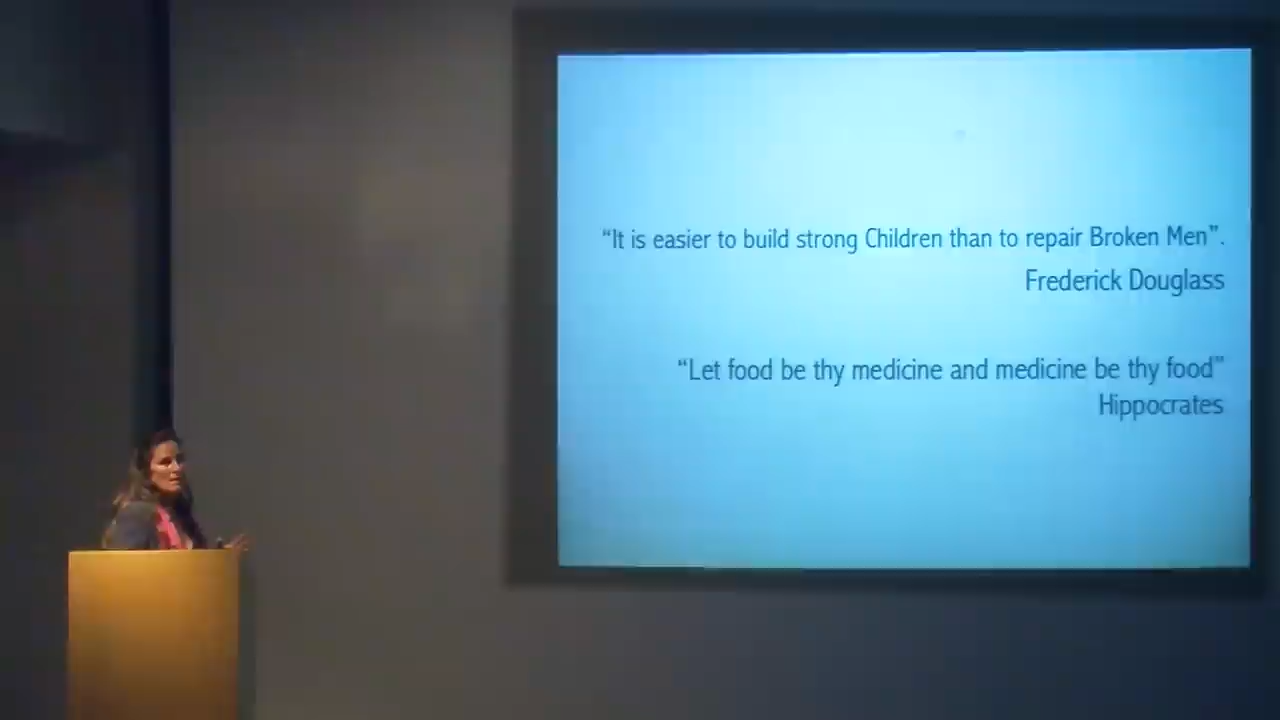 “It is easier to build strong Children than to repair Broken Men”.
Frederick Douglass
“Let food be thy medicine and medicine be thy food”
Hippocrates